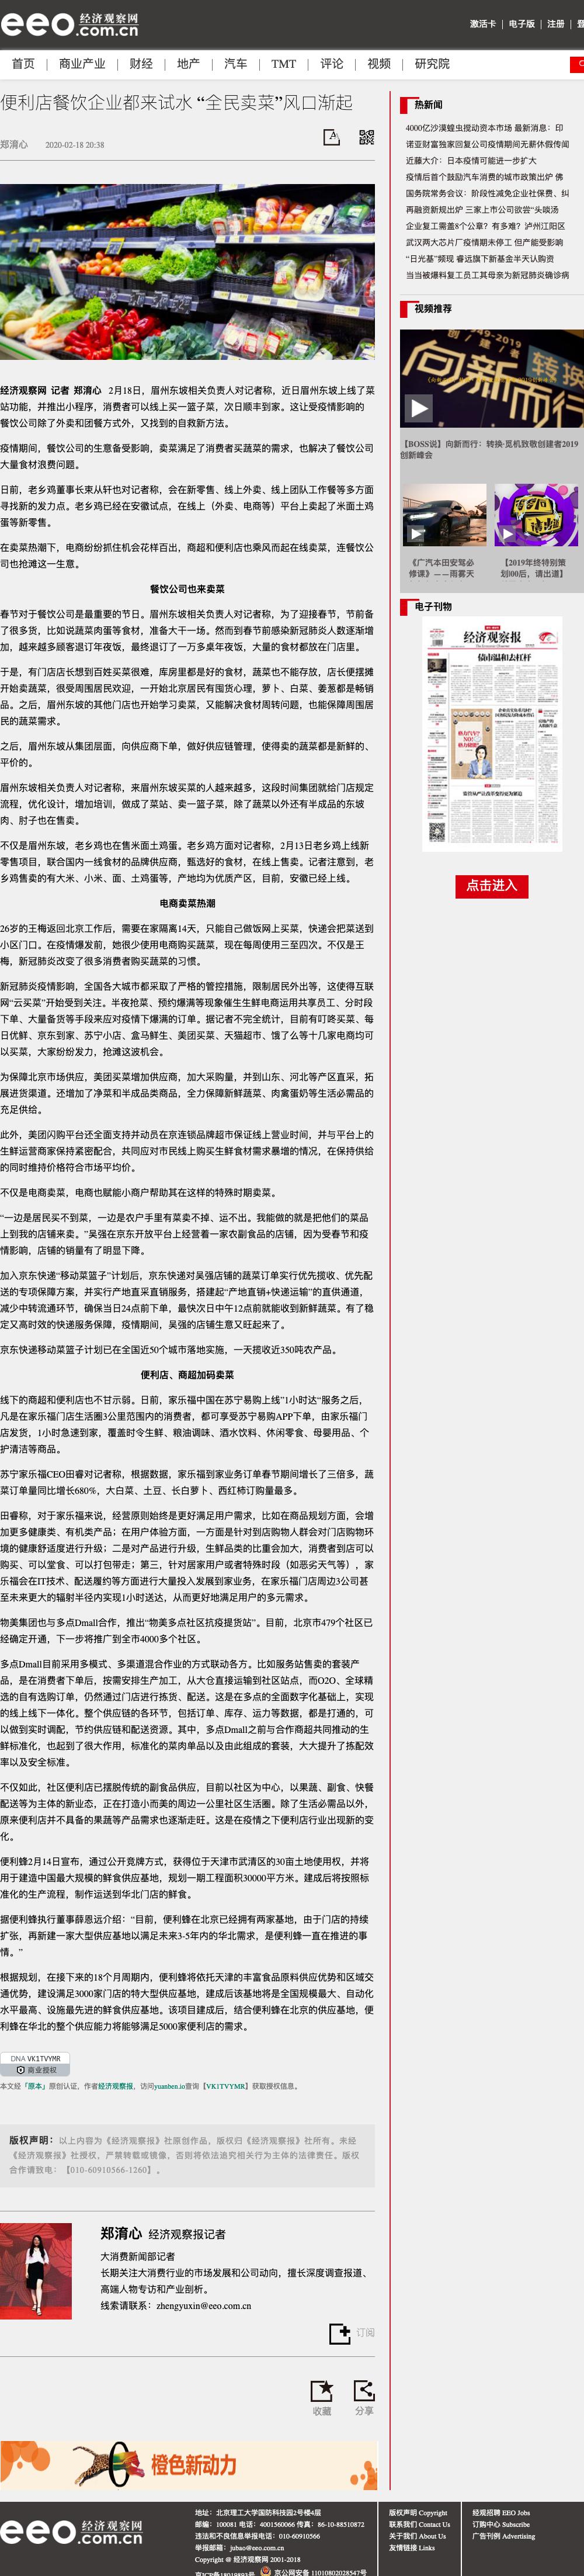 eeo 经济观察网
.com.cn
激活卡 | 电子版 | 注册 |
首页 | 商业产业 | 财经 | 地产 | 汽车 | TMT | 评论 | 视频 | 研究院
便利店餐饮企业都来试水 “全民卖菜”风口渐起
郑淯心 2020-02-18 20:38
经济观察网 记者 郑淯心 2月18日，眉州东坡相关负责人对记者称，近日眉州东坡上线了菜
站功能，并推出小程序，消费者可以线上买一篮子菜，次日顺丰到家。这让受疫情影响的
餐饮公司除了外卖和团餐方式外，又找到的自救新方法。
疫情期间，餐饮公司的生意备受影响，卖菜满足了消费者买蔬菜的需求，也解决了餐饮公司
大量食材浪费问题。
日前，老乡鸡董事长束从轩也对记者称，会在新零售、线上外卖、线上团队工作餐等多方面
寻找新的发力点。老乡鸡已经在安徽试点，在线上（外卖、电商等）平台上卖起了米面土鸡
蛋等新零售。
在卖菜热潮下，电商纷纷抓住机会花样百出，商超和便利店也乘风而起在线卖菜，连餐饮公
司也抢滩这一生意。
餐饮公司也来卖菜
春节对于餐饮公司是最重要的节日。眉州东坡相关负责人对记者称，为了迎接春节，节前备
了很多货，比如说蔬菜肉蛋等食材，准备大干一场。然而到春节前感染新冠肺炎人数逐渐增
加，越来越多顾客退订年夜饭，最终退订了一万多桌年夜饭，大量的食材都放在门店里。
于是，有门店店长想到百姓买菜很难，库房里都是好的食材，蔬菜也不能存放，店长便摆摊
开始卖蔬菜，很受周围居民欢迎，一开始北京居民有囤货心理，萝卜、白菜、姜葱都是畅销
品。之后，眉州东坡的其他门店也开始学习卖菜，又能解决食材周转问题，也能保障周围居
民的蔬菜需求。
之后，眉州东坡从集团层面，向供应商下单，做好供应链管理，使得卖的蔬菜都是新鲜的、
平价的。
眉州东坡相关负责人对记者称，来眉州东坡买菜的人越来越多，这段时间集团就给门店规定
流程，优化设计，增加培训，做成了菜站、卖一篮子菜，除了蔬菜以外还有半成品的东坡
肉、肘子也在售卖。
不仅是眉州东坡，老乡鸡也在售米面土鸡蛋。老乡鸡方面对记者称，2月13日老乡鸡上线新
零售项目，联合国内一线食材的品牌供应商，甄选好的食材，在线上售卖。记者注意到，老
乡鸡售卖的有大米、小米、面、土鸡蛋等，产地均为优质产区，目前，安徽已经上线。
电商卖菜热潮
26岁的王梅返回北京工作后，需要在家隔离14天，只能自己做饭网上买菜，快递会把菜送到
小区门口。在疫情爆发前，她很少使用电商购买蔬菜，现在每周使用三至四次。不仅是王
梅，新冠肺炎改变了很多消费者购买蔬菜的习惯。
新冠肺炎疫情影响，全国各大城市都采取了严格的管控措施，限制居民外出等，这使得互联
网“云买菜”开始受到关注。半夜抢菜、预约爆满等现象催生生鲜电商运用共享员工、分时段
下单、大量备货等手段来应对疫情下爆满的订单。据记者不完全统计，目前有叮咚买菜、每
日优鲜、京东到家、苏宁小店、盒马鲜生、美团买菜、天猫超市、饿了么等十几家电商均可
以买菜，大家纷纷发力，抢滩这波机会。
为保障北京市场供应，美团买菜增加供应商，加大采购量，并到山东、河北等产区直采，拓
展进货渠道。还增加了净菜和半成品类商品，全力保障新鲜蔬菜、肉禽蛋奶等生活必需品的
充足供给。
此外，美团闪购平台还全面支持并动员在京连锁品牌超市保证线上营业时间，并与平台上的
生鲜运营商家保持紧密配合，共同应对市民线上购买生鲜食材需求暴增的情况，在保持供给
的同时维持价格符合市场平均价。
不仅是电商卖菜，电商也赋能小商户帮助其在这样的特殊时期卖菜。
“一边是居民买不到菜，一边是农户手里有菜卖不掉、运不出。我能做的就是把他们的菜品
上到我的店铺来卖。”吴强在京东开放平台上经营着一家农副食品的店铺，因为受春节和疫
情影响，店铺的销量有了明显下降。
加入京东快递“移动菜篮子”计划后，京东快递对吴强店铺的蔬菜订单实行优先揽收、优先配
送的专项保障方案，并实行产地直采直销服务，搭建起“产地直销+快递运输”的直供通道，
减少中转流通环节，确保当日24点前下单，最快次日中午12点前就能收到新鲜蔬菜。有了稳
定又高时效的快递服务保障，疫情期间，吴强的店铺生意又旺起来了。
京东快递移动菜篮子计划已在全国近50个城市落地实施，一天揽收近350吨农产品。
便利店、商超加码卖菜
线下的商超和便利店也不甘示弱。日前，家乐福中国在苏宁易购上线”1小时达“服务之后，
凡是在家乐福门店生活圈3公里范围内的消费者，都可享受苏宁易购APP下单，由家乐福门
店发货，1小时急速到家，覆盖时令生鲜、粮油调味、酒水饮料、休闲零食、母婴用品、个
护清洁等商品。
苏宁家乐福CEO田睿对记者称，根据数据，家乐福到家业务订单春节期间增长了三倍多，蔬
菜订单量同比增长680%，大白菜、土豆、长白萝卜、西红柿订购量最多。
田睿称，对于家乐福来说，经营原则始终是更好满足用户需求，比如在商品规划方面，会增
加更多健康类、有机类产品；在用户体验方面，一方面是针对到店购物人群会对门店购物环
境的健康舒适度进行升级；二是对产品进行升级，生鲜品类的比重会加大，消费者到店可以
购买、可以堂食、可以打包带走；第三，针对居家用户或者特殊时段（如恶劣天气等），家
乐福会在IT技术、配送履约等方面进行大量投入发展到家业务，在家乐福门店周边3公司甚
至未来更大的辐射半径内实现1小时送达，从而更好地满足用户的多元需求。
物美集团也与多点Dmall合作，推出“物美多点社区抗疫提货站”。目前，北京市479个社区已
经确定开通，下一步将推广到全市4000多个社区。
多点Dmall目前采用多模式、多渠道混合作业的方式联动各方。比如服务站售卖的套装产
品，是在消费者下单后，按需安排生产加工，从大仓直接运输到社区站点，而O2O、全球精
选的自有选购订单，仍然通过门店进行拣货、配送。这是在多点的全面数字化基础上，实现
的线上线下一体化。整个供应链的各环节，包括订单、库存、运力等数据，都是打通的，可
以做到实时调配，节约供应链和配送资源。其中，多点Dmall之前与合作商超共同推动的生
鲜标准化，也起到了很大作用，标准化的菜肉单品以及由此组成的套装，大大提升了拣配效
率以及安全标准。
不仅如此，社区便利店已摆脱传统的副食品供应，目前以社区为中心，以果蔬、副食、快餐
配送等为主体的新业态，正在打造小而美的周边一公里社区生活圈。除了生活必需品以外，
原来便利店并不具备的果蔬等产品需求也逐渐走旺。这是在疫情之下便利店行业出现新的变
化。
便利蜂2月14日宣布，通过公开竞牌方式，获得位于天津市武清区的30亩土地使用权，并将
用于建造中国最大规模的鲜食供应基地，规划一期工程面积30000平方米。建成后将按照标
准化的生产流程，制作运送到华北门店的鲜食。
据便利蜂执行董事薛恩远介绍：“目前，便利蜂在北京已经拥有两家基地，由于门店的持续
扩张，再新建一家大型供应基地以满足未来3-5年内的华北需求，是便利蜂一直在推进的事
情。”
根据规划，在接下来的18个月周期内，便利蜂将依托天津的丰富食品原料供应优势和区域交
通优势，建设满足3000家门店的特大型供应基地，建成后该基地将是全国规模最大、自动化
水平最高、设施最先进的鲜食供应基地。该项目建成后，结合便利蜂在北京的供应基地，便
利蜂在华北的整个供应能力将能够满足5000家便利店的需求。
DNA VK1TVYMR
商业授权
本文经「原本」原创认证，作者经济观察报，访问yuanben.io查询【VK1TVYMR】获取授权信息。
版权声明：以上内容为《经济观察报》社原创作品，版权归《经济观察报》社所有。未经
《经济观察报》社授权，严禁转载或镜像，否则将依法追究相关行为主体的法律责任。版权
合作请致电：【010-60910566-1260】。
郑淯心 经济观察报记者
大消费新闻部记者
长期关注大消费行业的市场发展和公司动向，擅长深度调查报道、
高端人物专访和产业剖析。
线索请联系：zhengyuxin@eeo.com.cn
订阅
收藏 分享
橙色新动力
热新闻
4000亿沙漠蝗虫搅动资本市场 最新消息：印
诺亚财富独家回复公司疫情期间无薪休假传闻
近藤大介：日本疫情可能进一步扩大
疫情后首个鼓励汽车消费的城市政策出炉 佛
国务院常务会议：阶段性减免企业社保费、纠
再融资新规出炉 三家上市公司欲尝“头啖汤
企业复工需盖8个公章？有多难？泸州江阳区
武汉两大芯片厂疫情期未停工 但产能受影响
“日光基”频现 睿远旗下新基金半天认购资
当当被爆料复工员工其母亲为新冠肺炎确诊病
视频推荐
【BOSS说】向新而行：转换·觅机致敬创建者2019
创新峰会
《广汽本田安驾必
修课》——雨雾天
【2019年终特别策
划|00后，请出道】
电子刊物
经济观察报
债市温和去杠杆
点击进入
eeo 经济观察网
.com.cn
地址：北京理工大学国防科技园2号楼4层
邮编：100081 电话：4001560066 传真：86-10-88510872
违法和不良信息举报电话：010-60910566
举报邮箱：jubao@eeo.com.cn
Copyright @ 经济观察网 2001-2018
京ICP备18019893号 京公网安备 11010802028547号
版权声明 Copyright
联系我们 Contact Us
关于我们 About Us
友情链接 Links
经观招聘 EEO Jobs
订购中心 Subscribe
广告刊例 Advertising